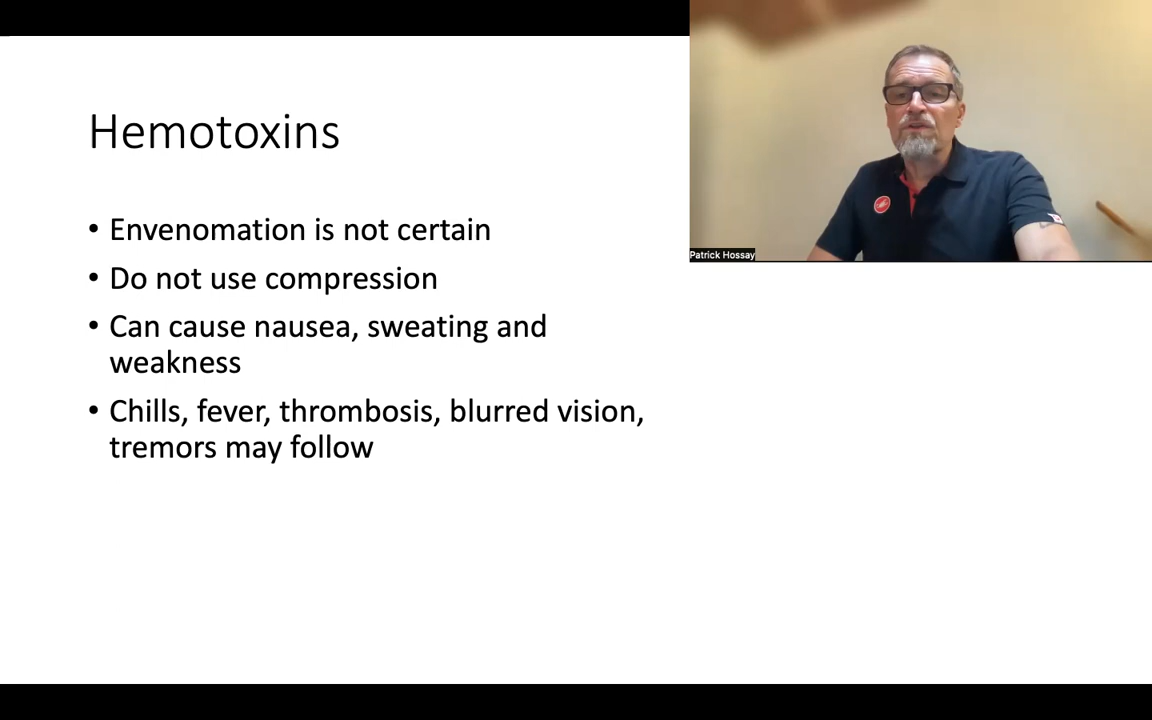 Hemotoxins
• Envenomation is not certain
• Do not use compression
• Can cause nausea, sweating and
weakness
• Chills, fever, thrombosis, blurred vision,
tremors may follow
Patrick Hossay